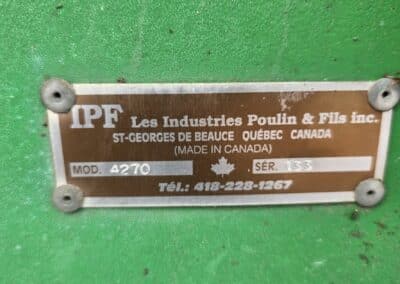 IPF Les Industries Poulin & Fils inc.
ST-GEORGES DE BEAUCE QUÉBEC CANADA
(MADE IN CANADA)
MOD. 4270 SÉR. 133
Tél.: 418-228-1267